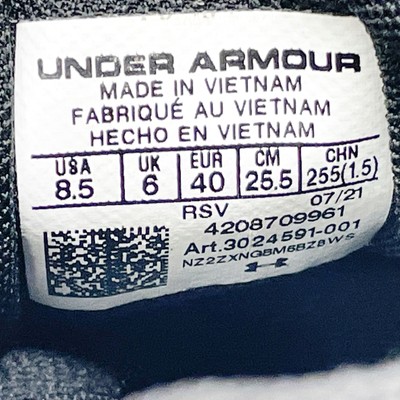 UNDER ARMOUR
MADE IN VIETNAM
FABRIQUÉ AU VIETNAM
HECHO EN VIETNAM
USA UK EUR CM CHN
8.5 6 40 25.5 255(1.5)
RSV 07/21
4208709961
Art.3024591-001
NZ2ZXNGBM6BZBWS